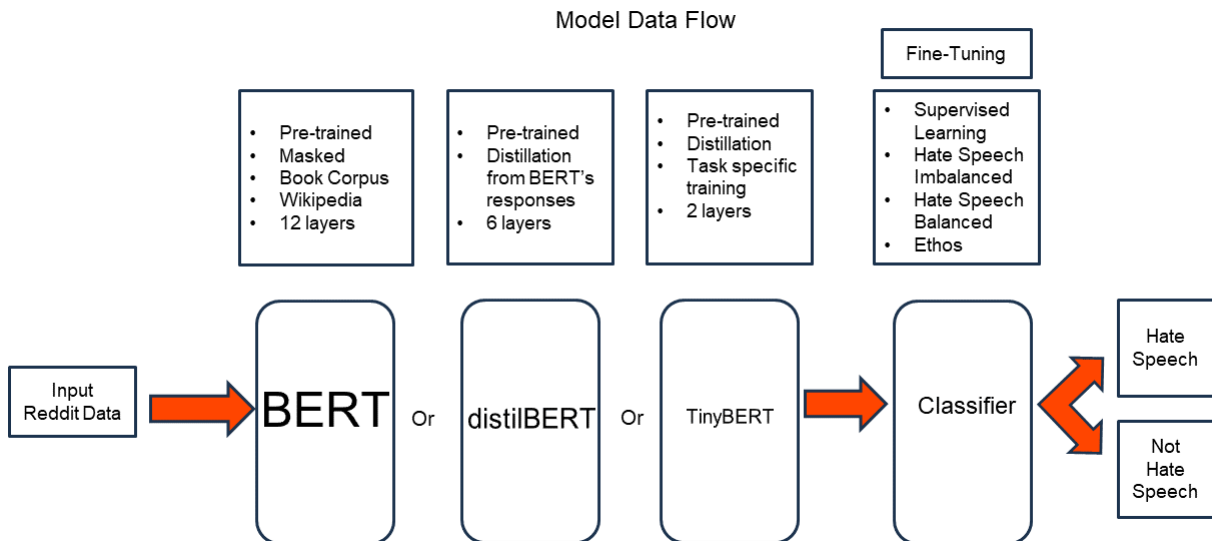 Model Data Flow
Fine-Tuning
• Pre-trained
• Masked
• Book Corpus
• Wikipedia
• 12 layers
• Pre-trained
• Distillation
from BERT's
responses
• 6 layers
• Pre-trained
• Distillation
• Task specific
training
• 2 layers
• Supervised
Learning
• Hate Speech
Imbalanced
• Hate Speech
Balanced
• Ethos
Input
Reddit Data
BERT
Or
distilBERT
Or
TinyBERT
Classifier
Hate
Speech
Not
Hate
Speech